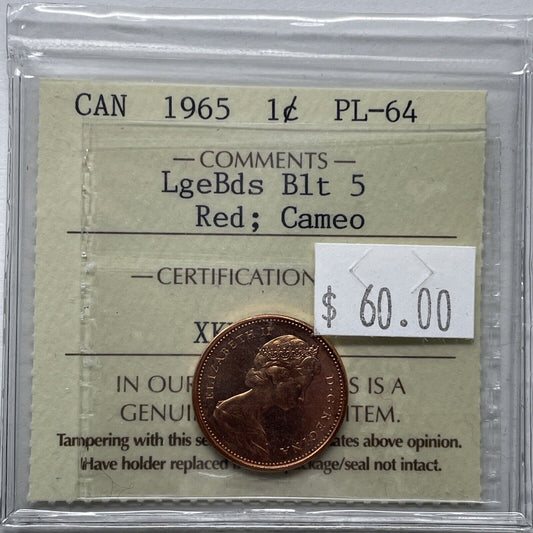 CAN 1965 1¢ PL-64
— COMMENTS —
LgeBds Blt 5
Red; Cameo
— CERTIFICATION
$ 60.00
XK
ELIZABETH II D·G·REGINA
IN OUR S IS A
GENUI ITEM.
Tampering with this se ates above opinion.
Have holder replaced kage/seal not intact.